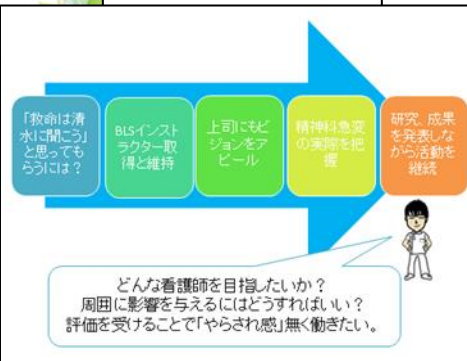 「救命は清
水に聞こう」
と思っても
らうには？
BLSインスト
ラクター取
得と維持
上司にもビ
ジョンをア
ピール
精神科急変
の実際を把
握
研究、成果
を発表しな
がら活動を
継続
どんな看護師を目指したいか？
周囲に影響を与えるにはどうすればいい？
評価を受けることで「やらされ感」無く働きたい。